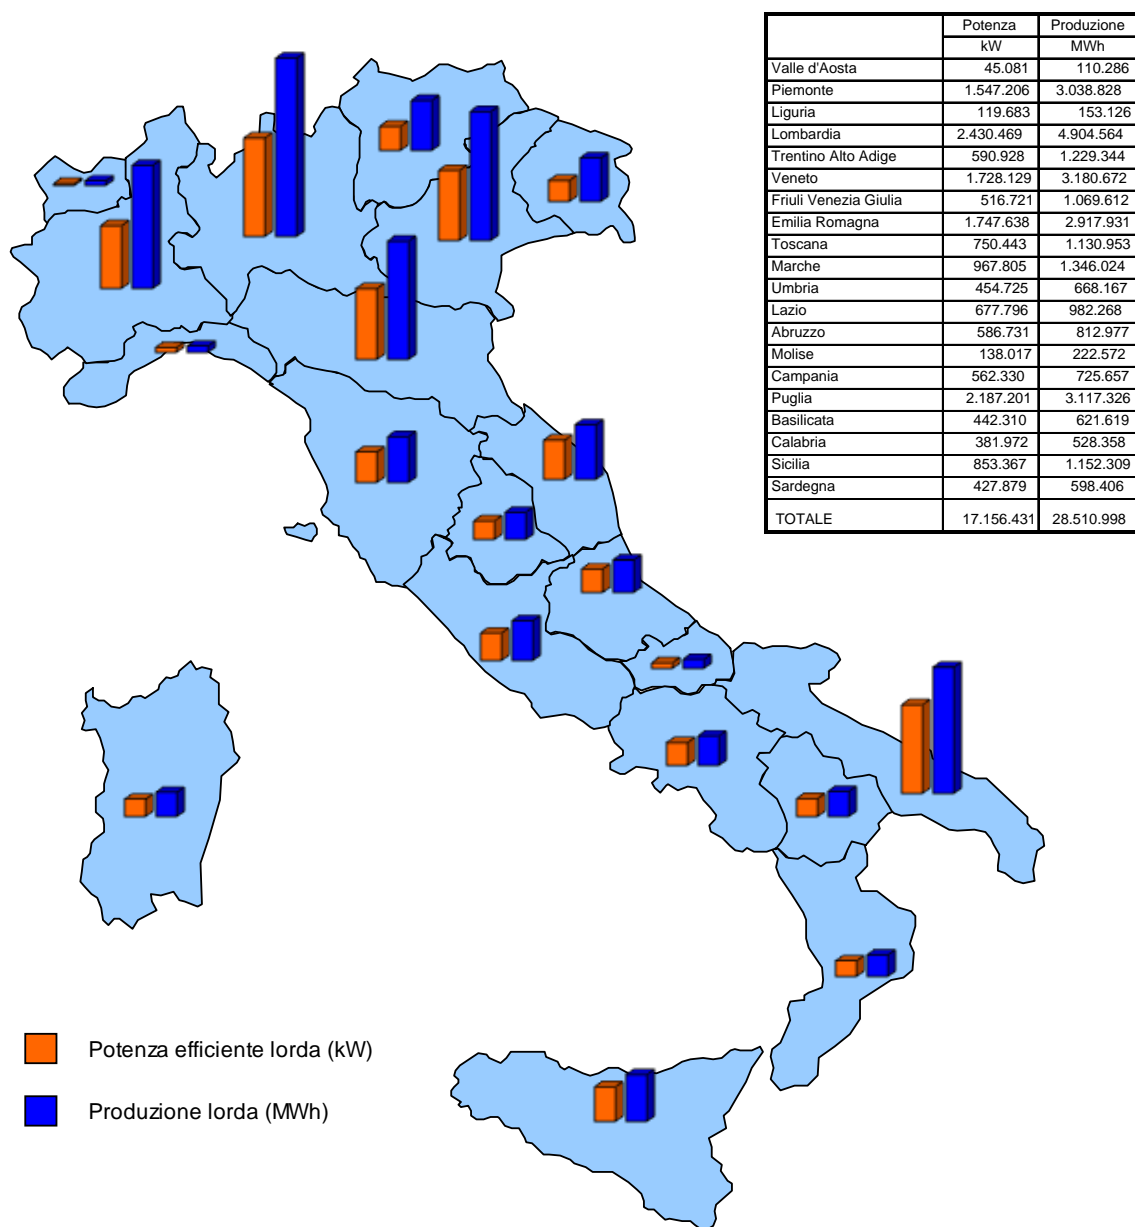 Potenza Produzione
kW MWh
Valle d'Aosta 45.081 110.286
Piemonte 1.547.206 3.038.828
Liguria 119.683 153.126
Lombardia 2.430.469 4.904.564
Trentino Alto Adige 590.928 1.229.344
Veneto 1.728.129 3.180.672
Friuli Venezia Giulia 516.721 1.069.612
Emilia Romagna 1.747.638 2.917.931
Toscana 750.443 1.130.953
Marche 967.805 1.346.024
Umbria 454.725 668.167
Lazio 677.796 982.268
Abruzzo 586.731 812.977
Molise 138.017 222.572
Campania 562.330 725.657
Puglia 2.187.201 3.117.326
Basilicata 442.310 621.619
Calabria 381.972 528.358
Sicilia 853.367 1.152.309
Sardegna 427.879 598.406
TOTALE 17.156.431 28.510.998
Potenza efficiente lorda (kW)
Produzione lorda (MWh)